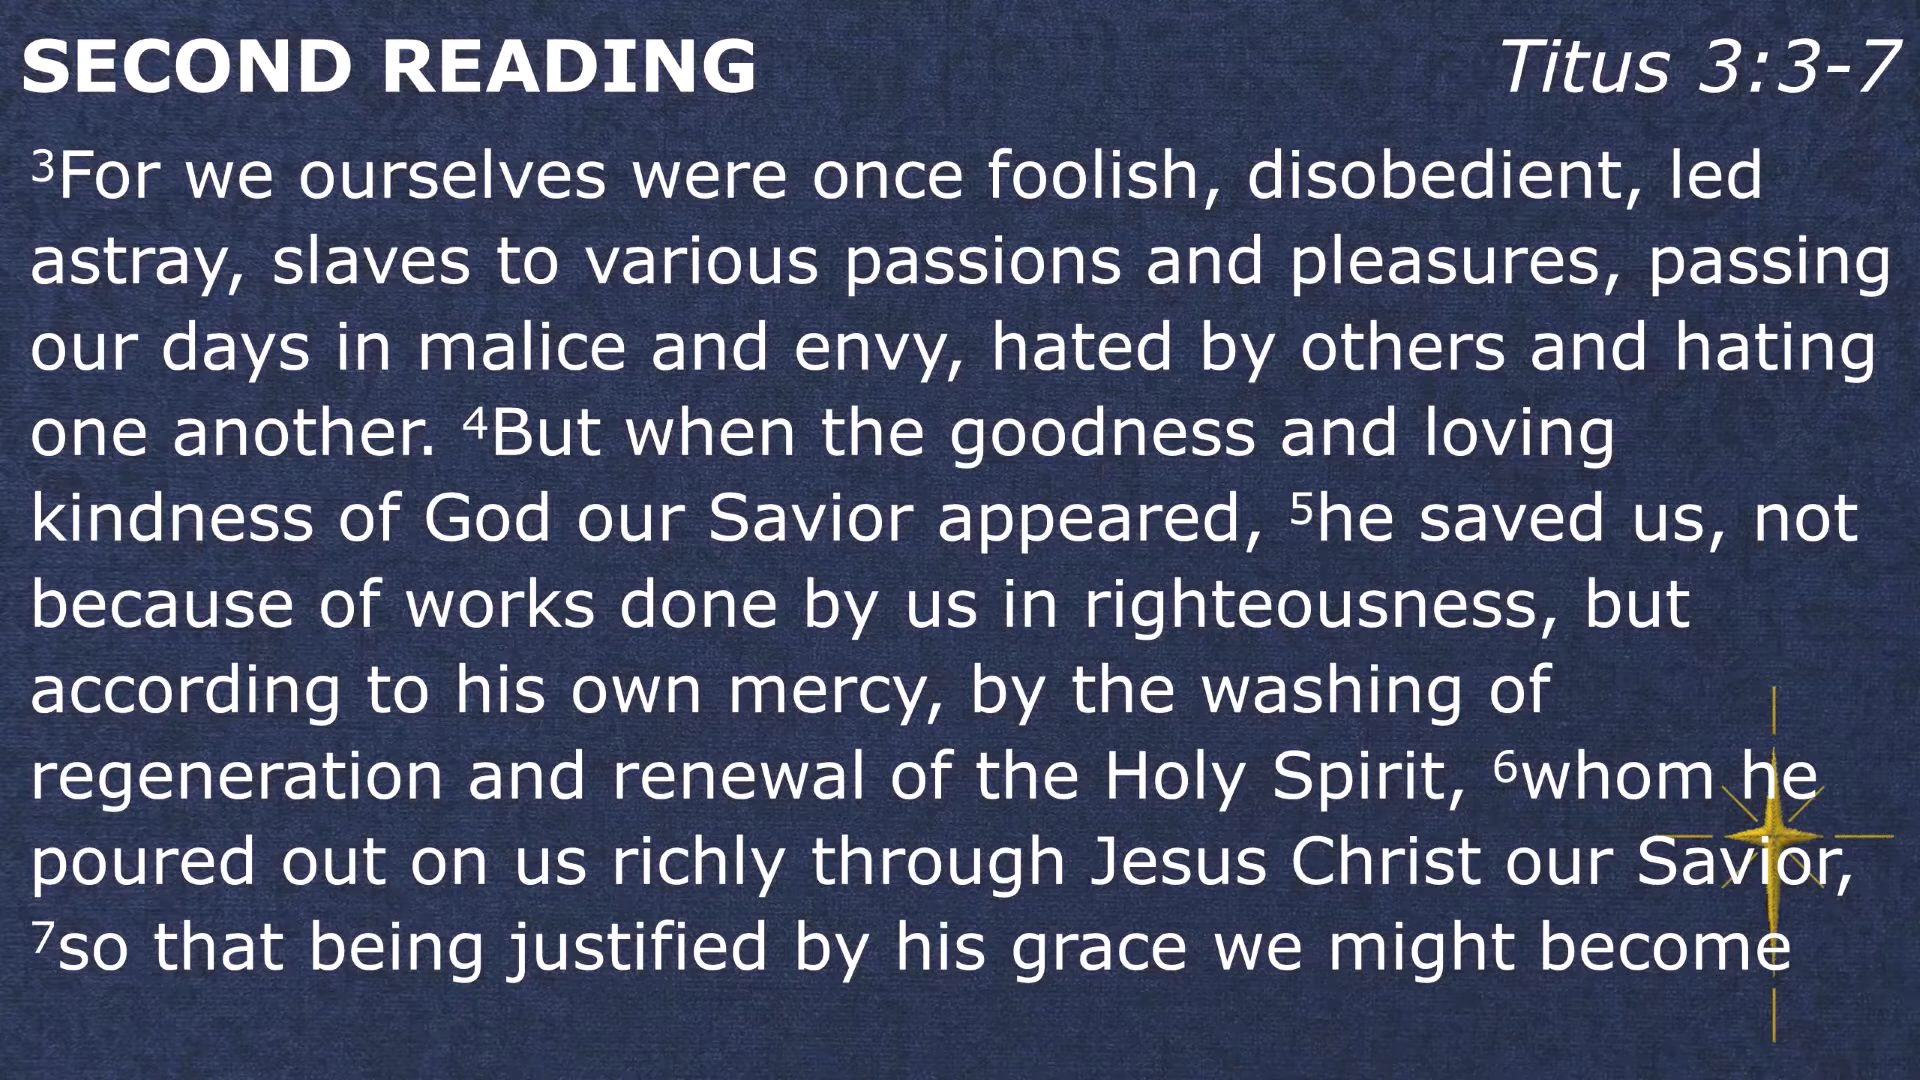 SECOND READING Titus 3:3-7
³For we ourselves were once foolish, disobedient, led
astray, slaves to various passions and pleasures, passing
our days in malice and envy, hated by others and hating
one another. ⁴But when the goodness and loving
kindness of God our Savior appeared, ⁵he saved us, not
because of works done by us in righteousness, but
according to his own mercy, by the washing of
regeneration and renewal of the Holy Spirit, ⁶whom he
poured out on us richly through Jesus Christ our Savior,
⁷so that being justified by his grace we might become